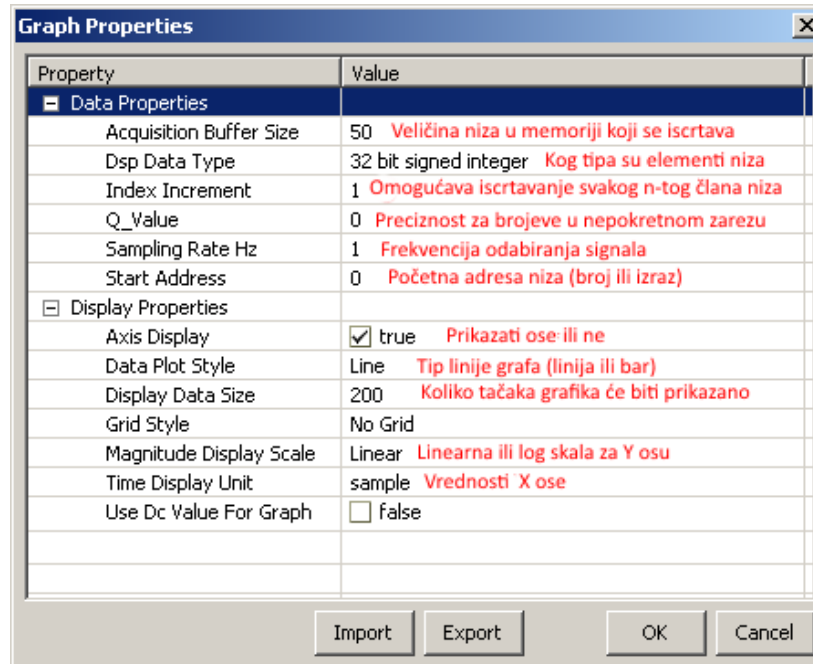 Graph Properties
Property Value
Data Properties
Acquisition Buffer Size 50 Veličina niza u memoriji koji se iscrtava
Dsp Data Type 32 bit signed integer Kog tipa su elementi niza
Index Increment 1 Omogućava iscrtavanje svakog n-tog člana niza
Q_Value 0 Preciznost za brojeve u nepokretnom zarezu
Sampling Rate Hz 1 Frekvencija odabiranja signala
Start Address 0 Početna adresa niza (broj ili izraz)
Display Properties
Axis Display true Prikazati ose ili ne
Data Plot Style Line Tip linije grafa (linija ili bar)
Display Data Size 200 Koliko tačaka grafika će biti prikazano
Grid Style No Grid
Magnitude Display Scale Linear Linearna ili log skala za Y osu
Time Display Unit sample Vrednosti X ose
Use Dc Value For Graph false
Import Export OK Cancel